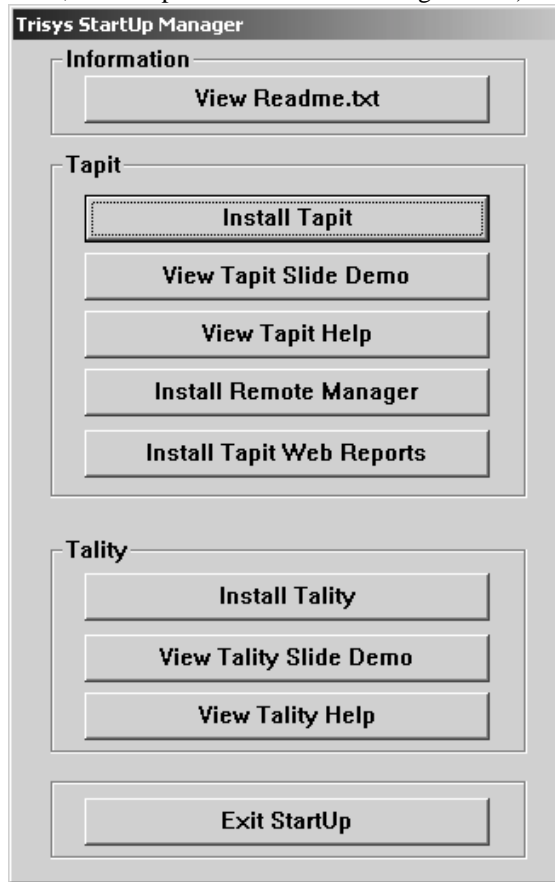 Trisys StartUp Manager
Information
View Readme.txt
Tapit
Install Tapit
View Tapit Slide Demo
View Tapit Help
Install Remote Manager
Install Tapit Web Reports
Tality
Install Tality
View Tality Slide Demo
View Tality Help
Exit StartUp